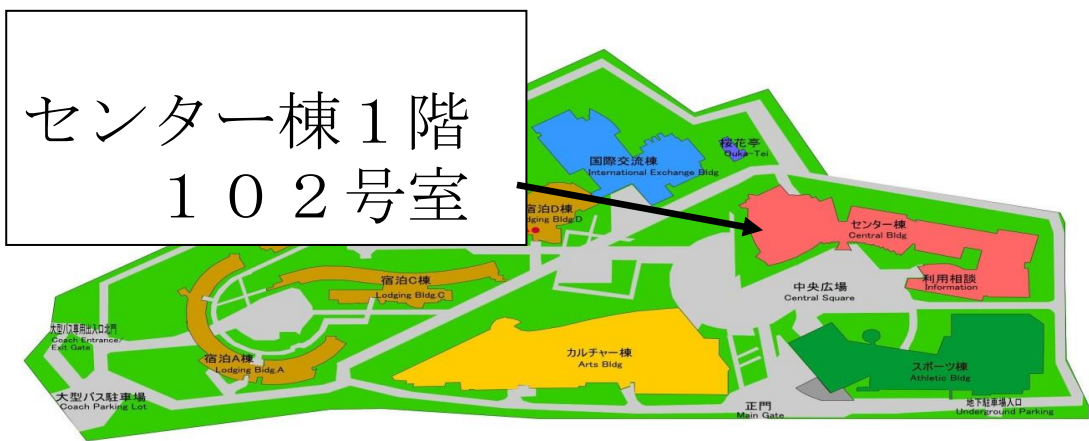 センター棟１階
１０２号室
国際交流棟
International Exchange Bldg
桜花亭
Ouka-Tei
宿泊D棟
dging Bldg.D
センター棟
Central Bldg
宿泊C棟
Lodging Bldg.C
利用相談
Information
中央広場
Central Square
大型バス専用出入口北門
Coach Entrance/
Exit Gate
宿泊A棟
Lodging Bldg.A
カルチャー棟
Arts Bldg
スポーツ棟
Athletic Bldg
大型バス駐車場
Coach Parking Lot
正門
Main Gate
地下駐車場入口
Underground Parking